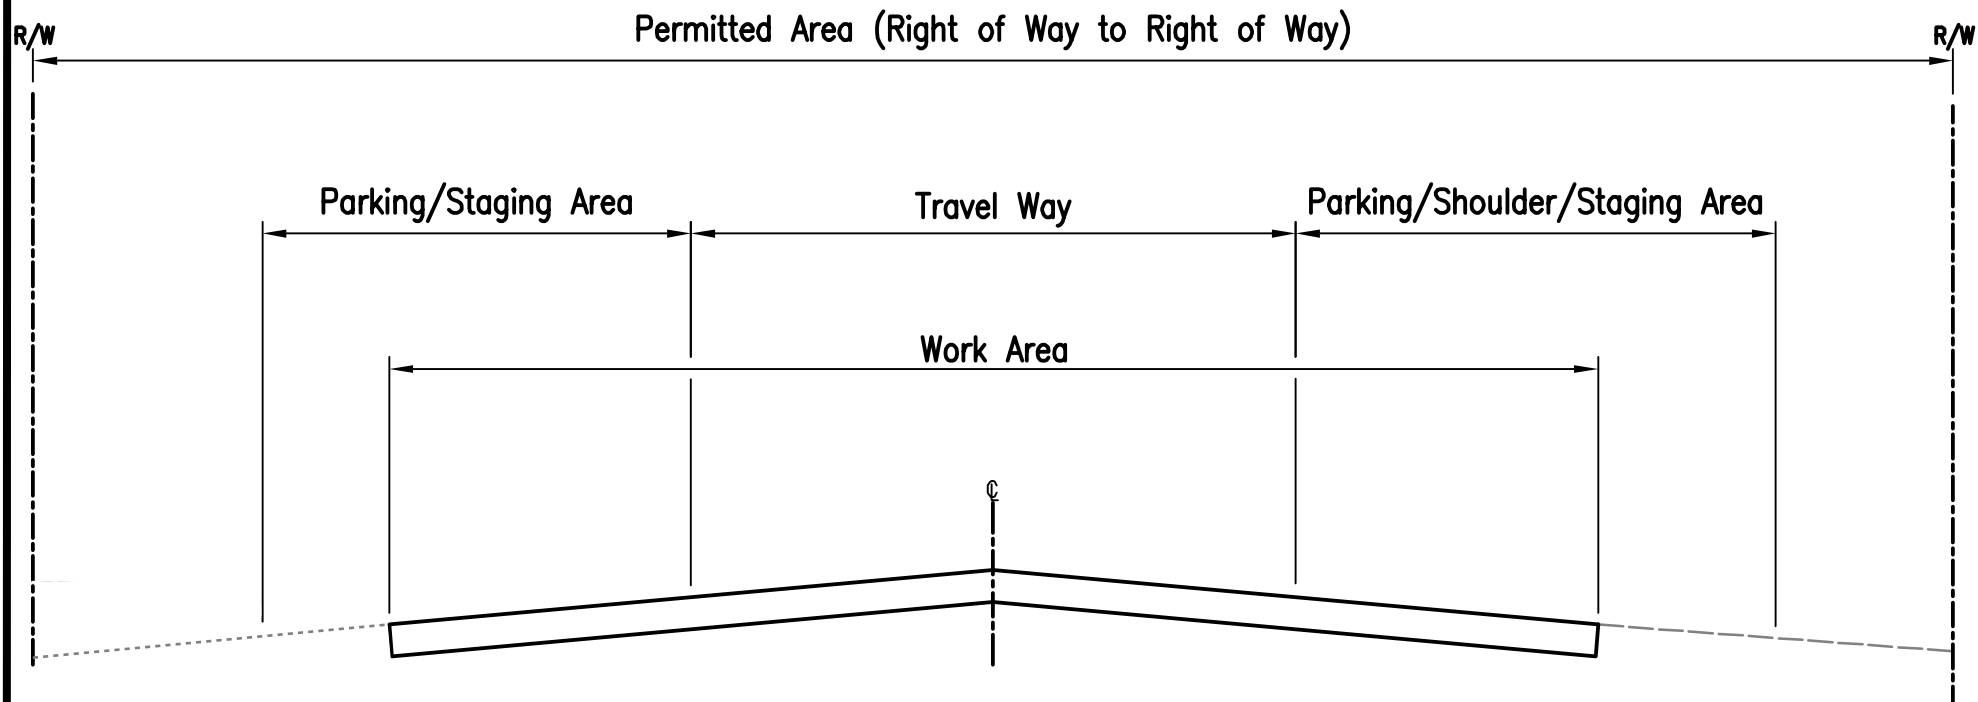 Permitted Area (Right of Way to Right of Way)
R/W
R/W
Parking/Staging Area
Travel Way
Parking/Shoulder/Staging Area
Work Area
℄